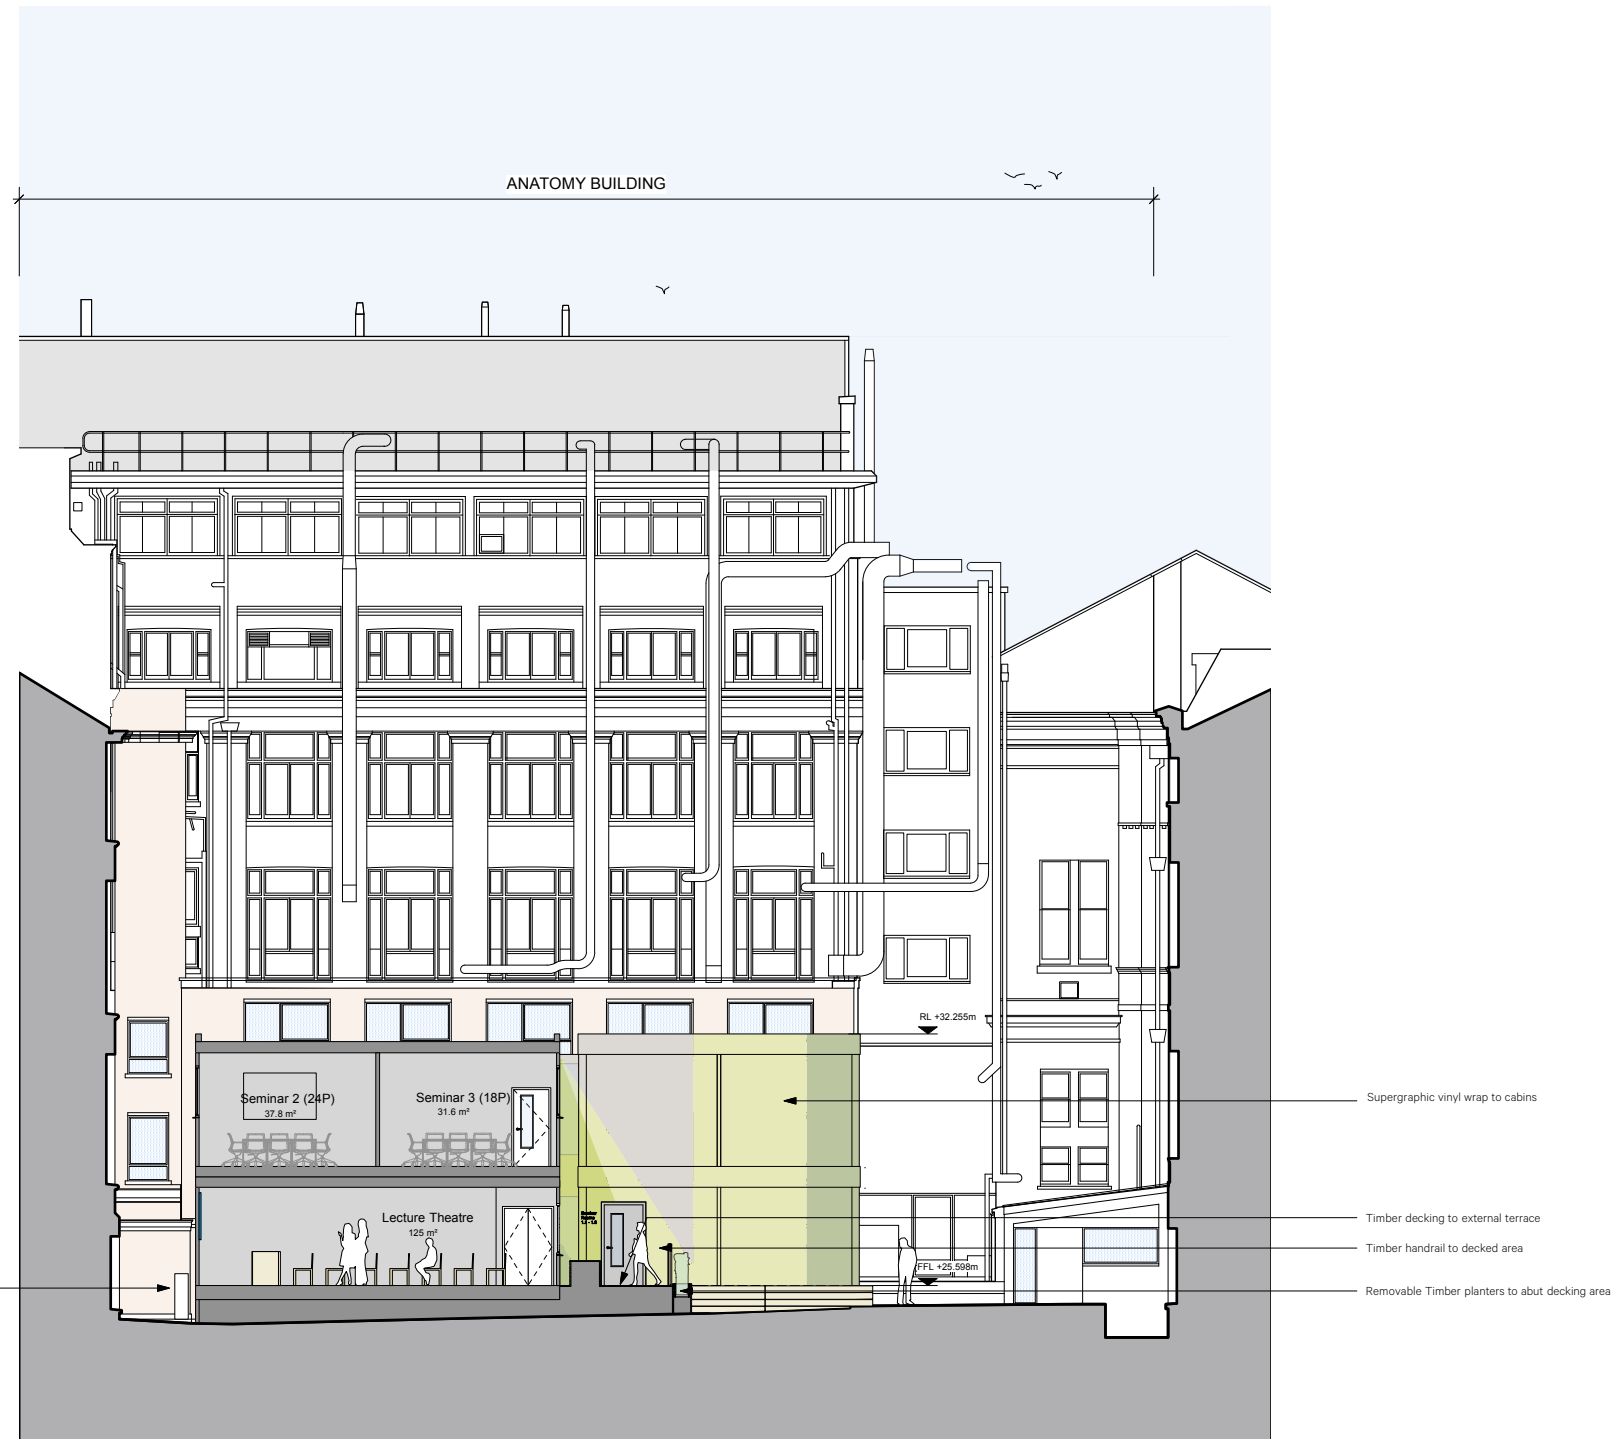 ANATOMY BUILDING
RL +32.255m
Seminar 2 (24P)
37.8 m²
Seminar 3 (18P)
31.6 m²
Supergraphic vinyl wrap to cabins
Lecture Theatre
125 m²
Timber decking to external terrace
Timber handrail to decked area
FFL +25.598m
Removable Timber planters to abut decking area